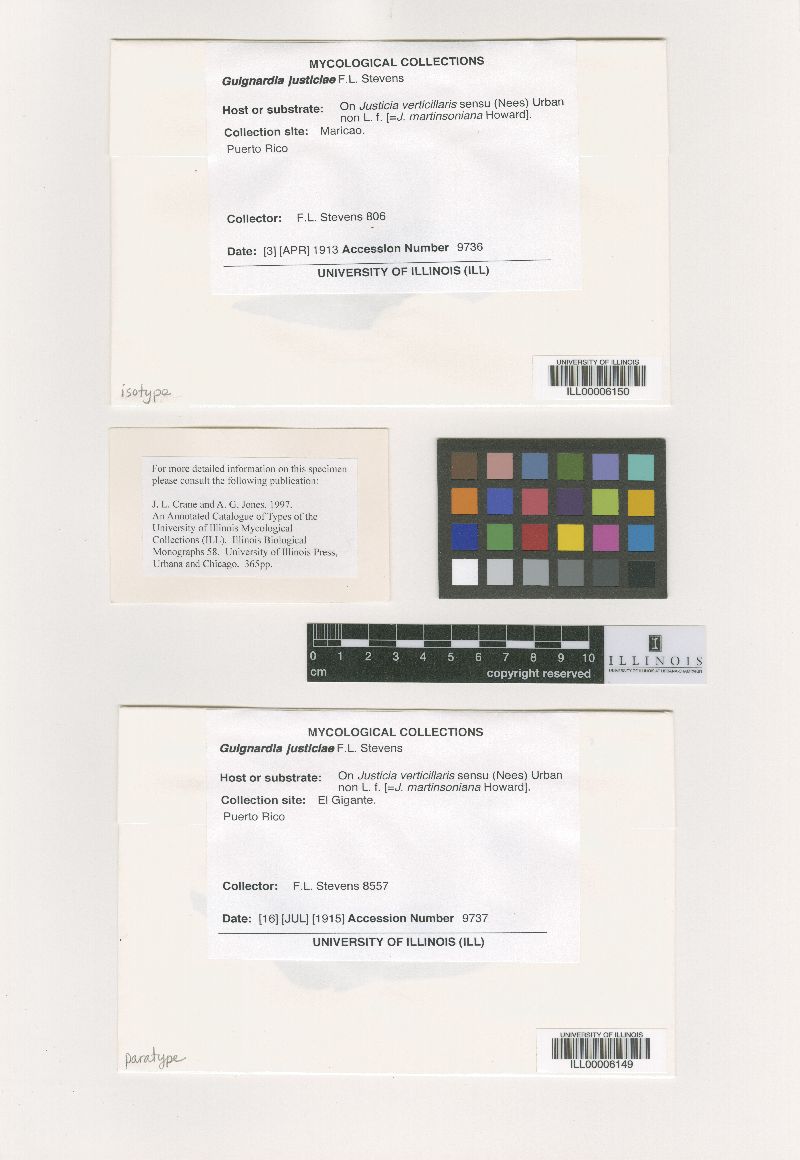 MYCOLOGICAL COLLECTIONS
Guignardia justiciae F.L. Stevens
Host or substrate: On Justicia verticillaris sensu (Nees) Urban
non L. f. [=J. martinsoniana Howard].
Collection site: Maricao.
Puerto Rico
Collector: F.L. Stevens 806
Date: [3] [APR] 1913 Accession Number 9736
UNIVERSITY OF ILLINOIS (ILL)
UNIVERSITY OF ILLINOIS
ILL00006150
isotype
For more detailed information on this specimen
please consult the following publication:
J. L. Crane and A. G. Jones. 1997.
An Annotated Catalogue of Types of the
University of Illinois Mycological
Collections (ILL). Illinois Biological
Monographs 58. University of Illinois Press,
Urbana and Chicago. 365pp.
0 1 2 3 4 5 6 7 8 9 10
cm copyright reserved
I
ILLINOIS
UNIVERSITY OF ILLINOIS AT URBANA-CHAMPAIGN
MYCOLOGICAL COLLECTIONS
Guignardia justiciae F.L. Stevens
Host or substrate: On Justicia verticillaris sensu (Nees) Urban
non L. f. [=J. martinsoniana Howard].
Collection site: El Gigante.
Puerto Rico
Collector: F.L. Stevens 8557
Date: [16] [JUL] [1915] Accession Number 9737
UNIVERSITY OF ILLINOIS (ILL)
UNIVERSITY OF ILLINOIS
ILL00006149
paratype